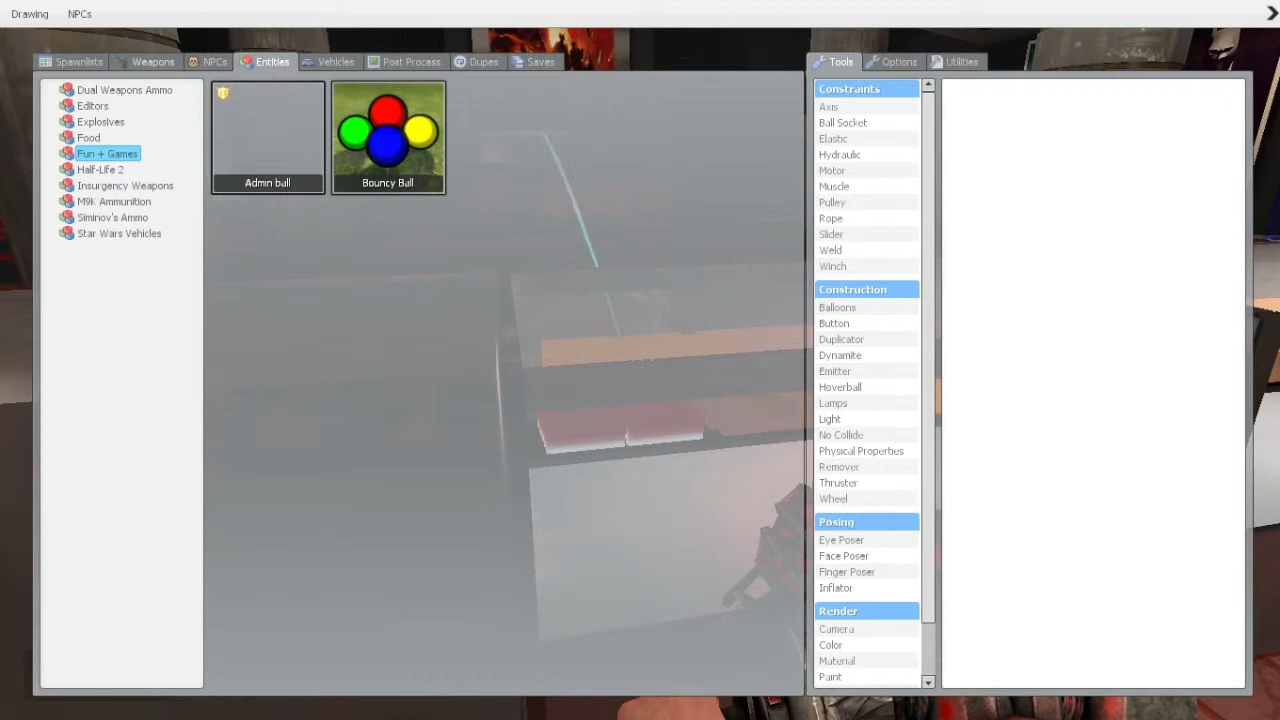 Drawing NPCs
Spawnlists Weapons NPCs Entities Vehicles Post Process Dupes Saves
Dual Weapons Ammo
Editors
Explosives
Food
Fun + Games
Half-Life 2
Insurgency Weapons
M9K Ammunition
Siminov's Ammo
Star Wars Vehicles
Admin ball
Bouncy Ball
Tools Options Utilities
Constraints
Axis
Ball Socket
Elastic
Hydraulic
Motor
Muscle
Pulley
Rope
Slider
Weld
Winch
Construction
Balloons
Button
Duplicator
Dynamite
Emitter
Hoverball
Lamps
Light
No Collide
Physical Properties
Remover
Thruster
Wheel
Posing
Eye Poser
Face Poser
Finger Poser
Inflator
Render
Camera
Color
Material
Paint